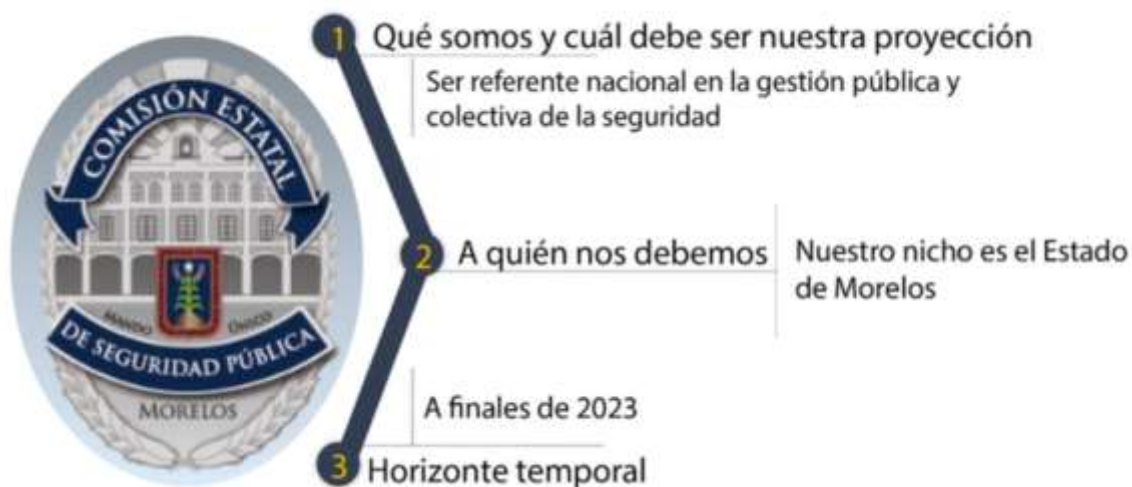 COMISIÓN ESTATAL
MANDO ÚNICO
DE SEGURIDAD PÚBLICA
MORELOS
1 Qué somos y cuál debe ser nuestra proyección
Ser referente nacional en la gestión pública y
colectiva de la seguridad
2 A quién nos debemos
Nuestro nicho es el Estado
de Morelos
A finales de 2023
3 Horizonte temporal